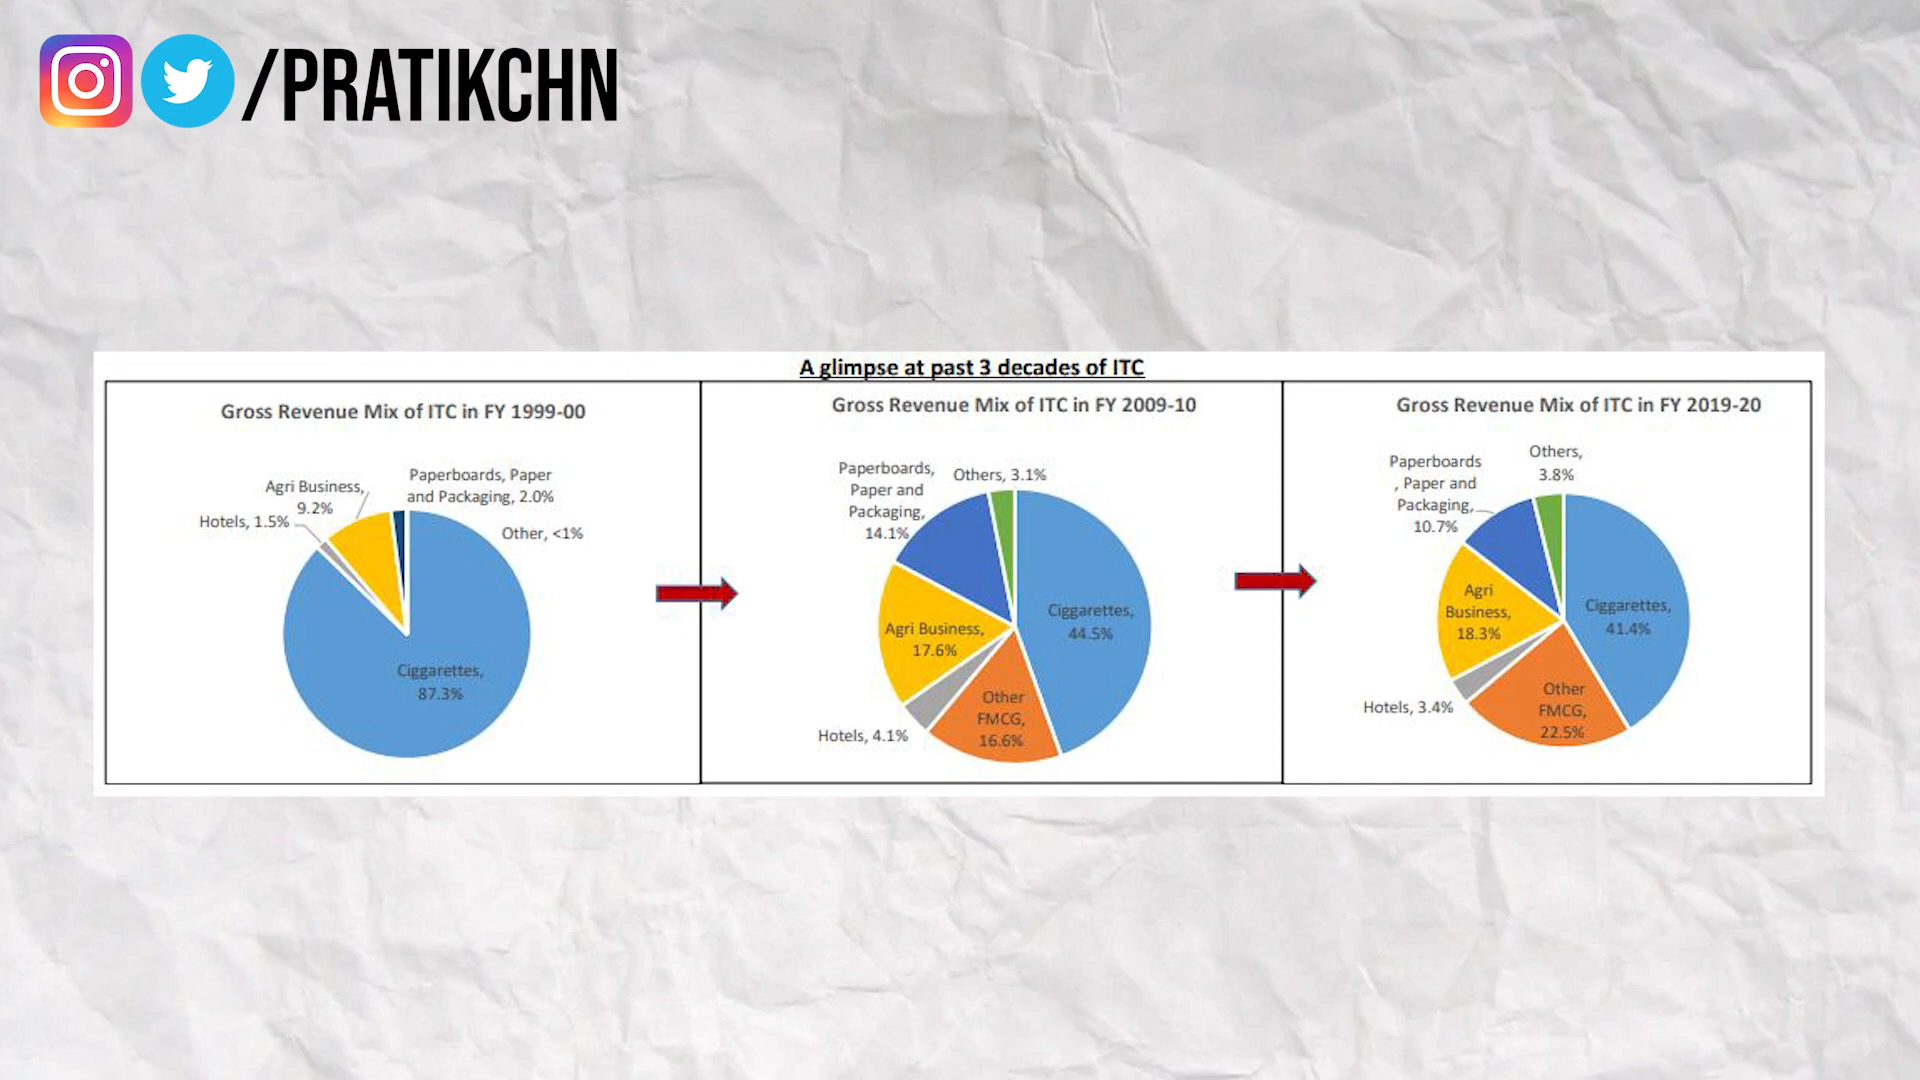 /PRATIKCHN
A glimpse at past 3 decades of ITC
Gross Revenue Mix of ITC in FY 1999-00
Agri Business,
9.2%
Paperboards, Paper
and Packaging, 2.0%
Hotels, 1.5%
Other, <1%
Ciggarettes,
87.3%
Gross Revenue Mix of ITC in FY 2009-10
Paperboards,
Paper and
Packaging,
14.1%
Others, 3.1%
Ciggarettes,
44.5%
Agri Business,
17.6%
Other
FMCG,
16.6%
Hotels, 4.1%
Gross Revenue Mix of ITC in FY 2019-20
Others,
3.8%
Paperboards
, Paper and
Packaging,
10.7%
Agri
Business,
18.3%
Ciggarettes,
41.4%
Hotels, 3.4%
Other
FMCG,
22.5%